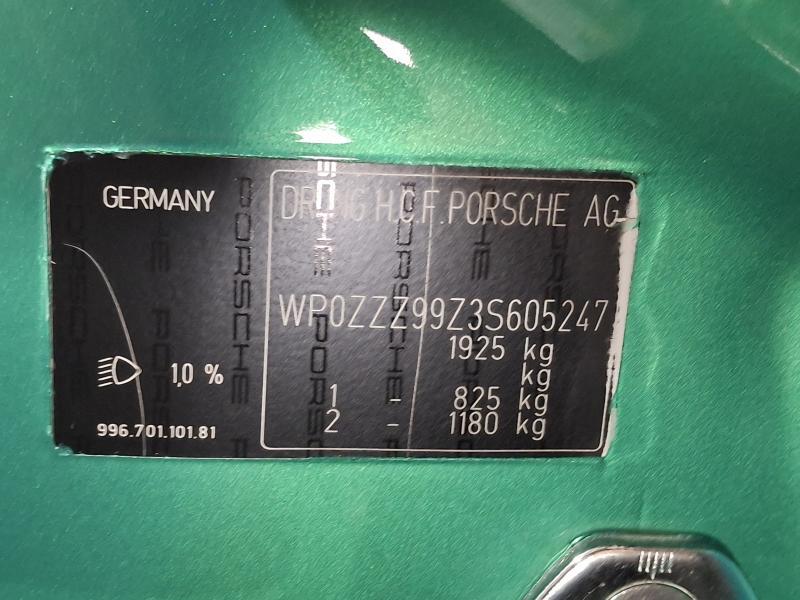 GERMANY
DR ING H.C.F. PORSCHE AG
WP0ZZZ99Z3S605247
1925 kg
kg
1,0 %
1 - 825 kg
2 - 1180 kg
996.701.101.81